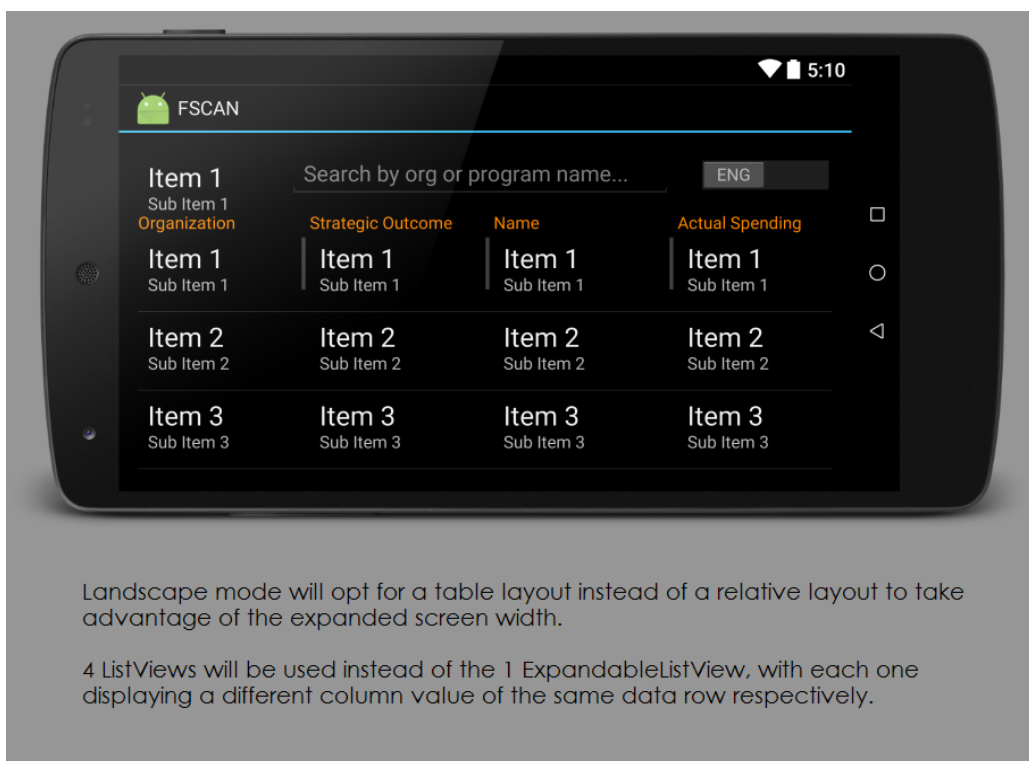 5:10
FSCAN
Item 1 Search by org or program name... ENG
Sub Item 1
Organization Strategic Outcome Name Actual Spending
Item 1 Item 1 Item 1 Item 1
Sub Item 1 Sub Item 1 Sub Item 1 Sub Item 1
Item 2 Item 2 Item 2 Item 2
Sub Item 2 Sub Item 2 Sub Item 2 Sub Item 2
Item 3 Item 3 Item 3 Item 3
Sub Item 3 Sub Item 3 Sub Item 3 Sub Item 3
Landscape mode will opt for a table layout instead of a relative layout to take
advantage of the expanded screen width.
4 ListViews will be used instead of the 1 ExpandableListView, with each one
displaying a different column value of the same data row respectively.